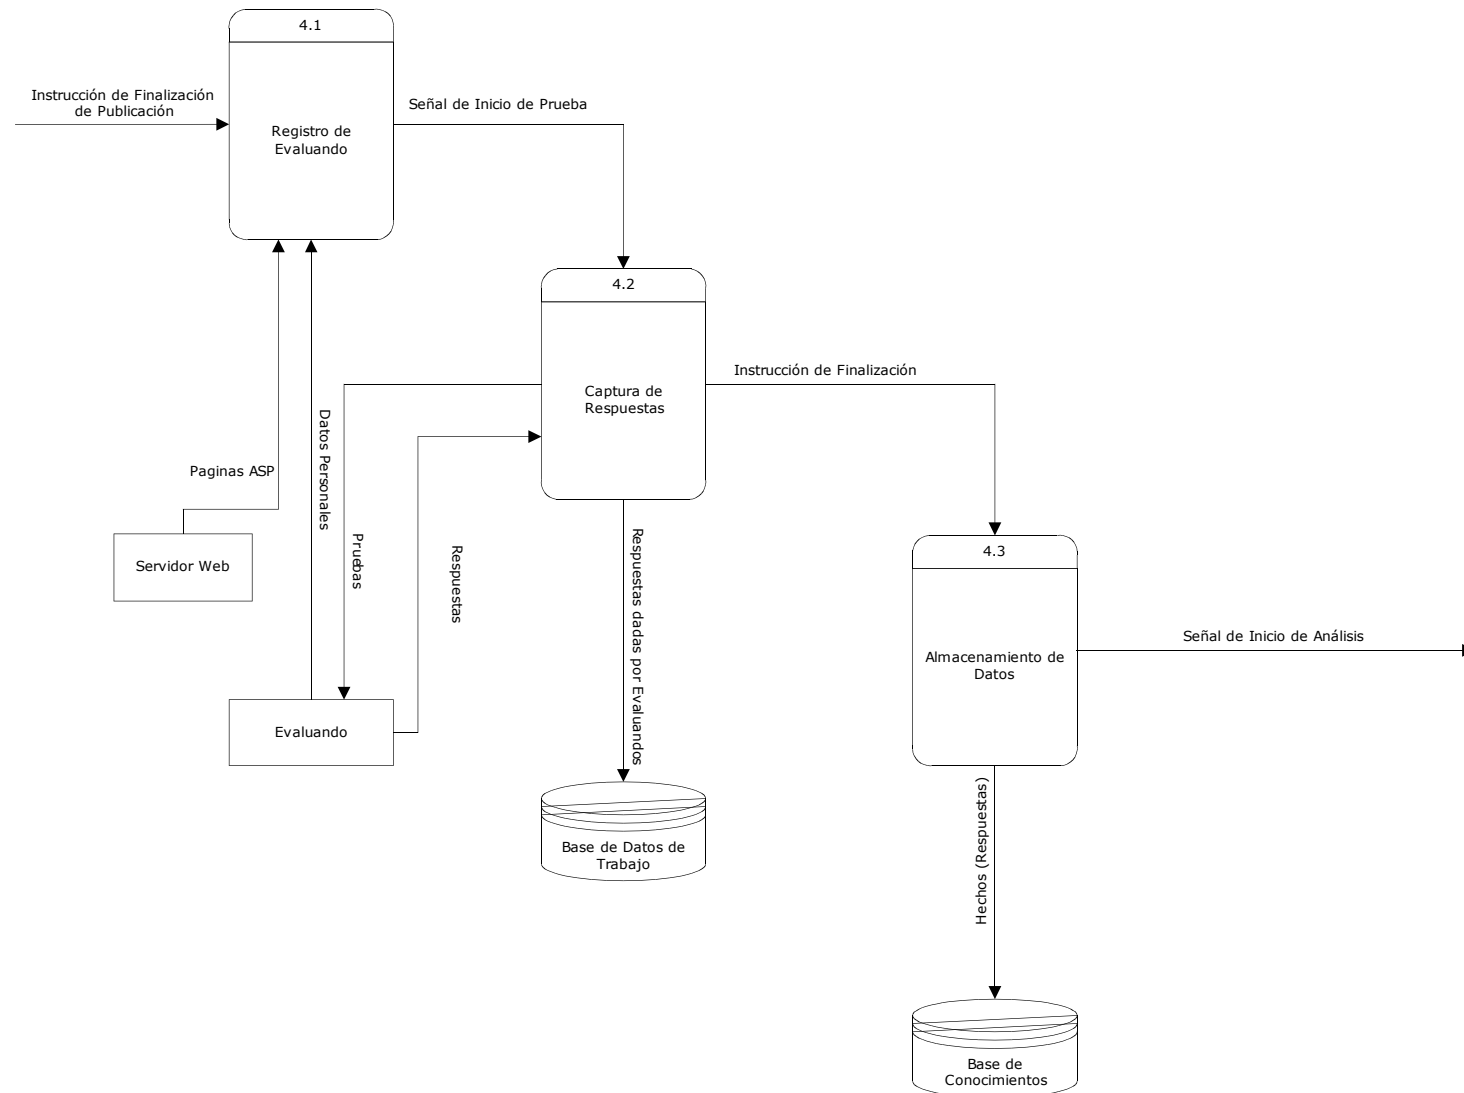 4.1
Instrucción de Finalización
de Publicación
Señal de Inicio de Prueba
Registro de
Evaluando
4.2
Instrucción de Finalización
Captura de
Respuestas
Datos Personales
Paginas ASP
Pruebas
Respuestas
Respuestas dadas por Evaluandos
4.3
Servidor Web
Señal de Inicio de Análisis
Almacenamiento de
Datos
Evaluando
Hechos (Respuestas)
Base de Datos de
Trabajo
Base de
Conocimientos